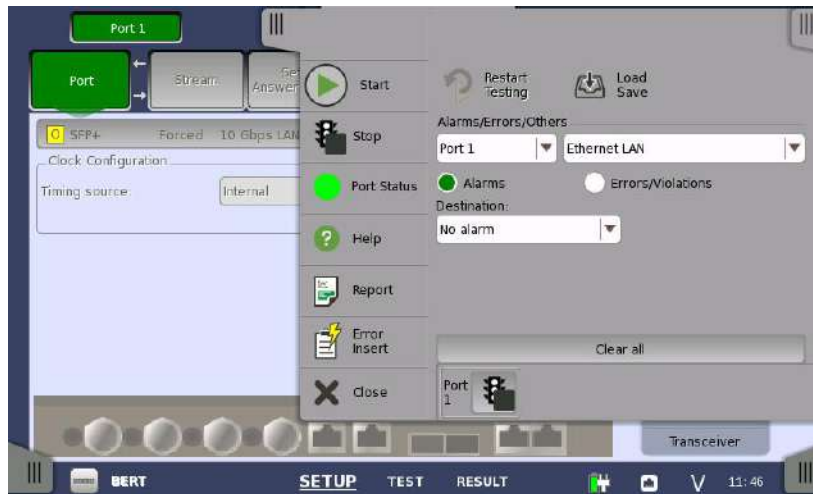 Port 1
Port
Stream
Set
Answer
SFP+ Forced 10 Gbps LAN
Clock Configuration
Timing source: Internal
Start
Stop
Port Status
Help
Report
Error
Insert
Close
Restart
Testing
Load
Save
Alarms/Errors/Others
Port 1 Ethernet LAN
Alarms Errors/Violations
Destination:
No alarm
Clear all
Port
1
Transceiver
BERT SETUP TEST RESULT V 11:46